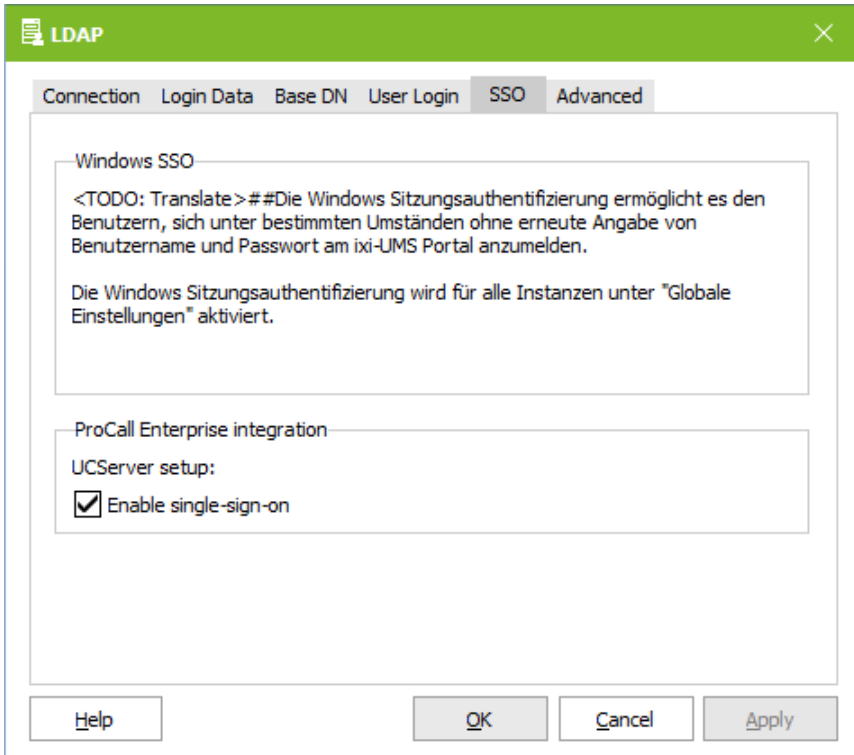 LDAP
Connection Login Data Base DN User Login SSO Advanced
Windows SSO
<TODO: Translate>##Die Windows Sitzungsauthentifizierung ermöglicht es den
Benutzern, sich unter bestimmten Umständen ohne erneute Angabe von
Benutzername und Passwort am ixi-UMS Portal anzumelden.
Die Windows Sitzungsauthentifizierung wird für alle Instanzen unter "Globale
Einstellungen" aktiviert.
ProCall Enterprise integration
UCServer setup:
Enable single-sign-on
Help OK Cancel Apply